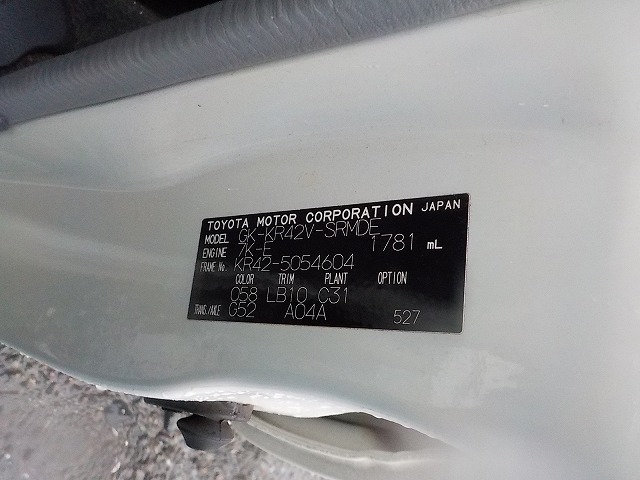 TOYOTA MOTOR CORPORATION JAPAN
MODEL GK-KR42V-SRMDE
ENGINE 7K-E 1781 mL
FRAME No. KR42-5054604
COLOR TRIM PLANT OPTION
058 LB10 C31
TRANS./AXLE G52 A04A 527